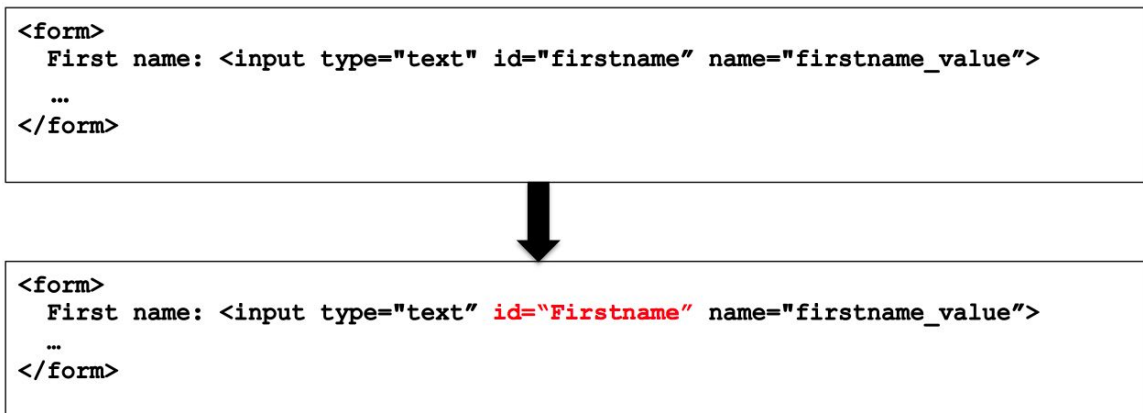 <form>
First name: <input type="text" id="firstname” name="firstname_value”>
…
</form>
<form>
First name: <input type="text” id=“Firstname” name="firstname_value”>
…
</form>